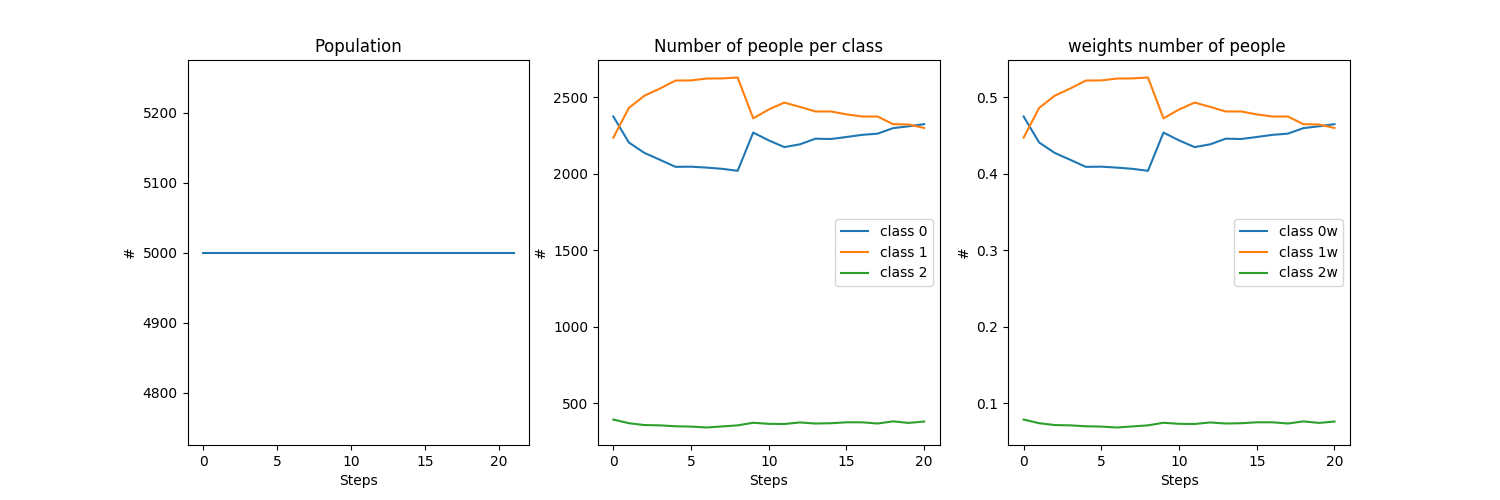 Population
#
5200
5100
5000
4900
4800
0 5 10 15 20
Steps
Number of people per class
#
2500
2000
1500
1000
500
class 0
class 1
class 2
0 5 10 15 20
Steps
weights number of people
#
0.5
0.4
0.3
0.2
0.1
class 0w
class 1w
class 2w
0 5 10 15 20
Steps